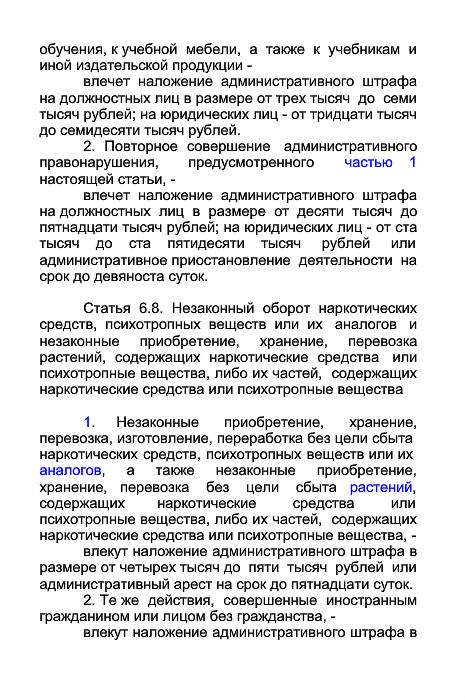 обучения, к учебной мебели, а также к учебникам и
иной издательской продукции -
влечет наложение административного штрафа
на должностных лиц в размере от трех тысяч до семи
тысяч рублей; на юридических лиц - от тридцати тысяч
до семидесяти тысяч рублей.
2. Повторное совершение административного
правонарушения, предусмотренного частью 1
настоящей статьи, -
влечет наложение административного штрафа
на должностных лиц в размере от десяти тысяч до
пятнадцати тысяч рублей; на юридических лиц - от ста
тысяч до ста пятидесяти тысяч рублей или
административное приостановление деятельности на
срок до девяноста суток.
Статья 6.8. Незаконный оборот наркотических
средств, психотропных веществ или их аналогов и
незаконные приобретение, хранение, перевозка
растений, содержащих наркотические средства или
психотропные вещества, либо их частей, содержащих
наркотические средства или психотропные вещества
1. Незаконные приобретение, хранение,
перевозка, изготовление, переработка без цели сбыта
наркотических средств, психотропных веществ или их
аналогов, а также незаконные приобретение,
хранение, перевозка без цели сбыта растений,
содержащих наркотические средства или
психотропные вещества, либо их частей, содержащих
наркотические средства или психотропные вещества, -
влекут наложение административного штрафа в
размере от четырех тысяч до пяти тысяч рублей или
административный арест на срок до пятнадцати суток.
2. Те же действия, совершенные иностранным
гражданином или лицом без гражданства, -
влекут наложение административного штрафа в